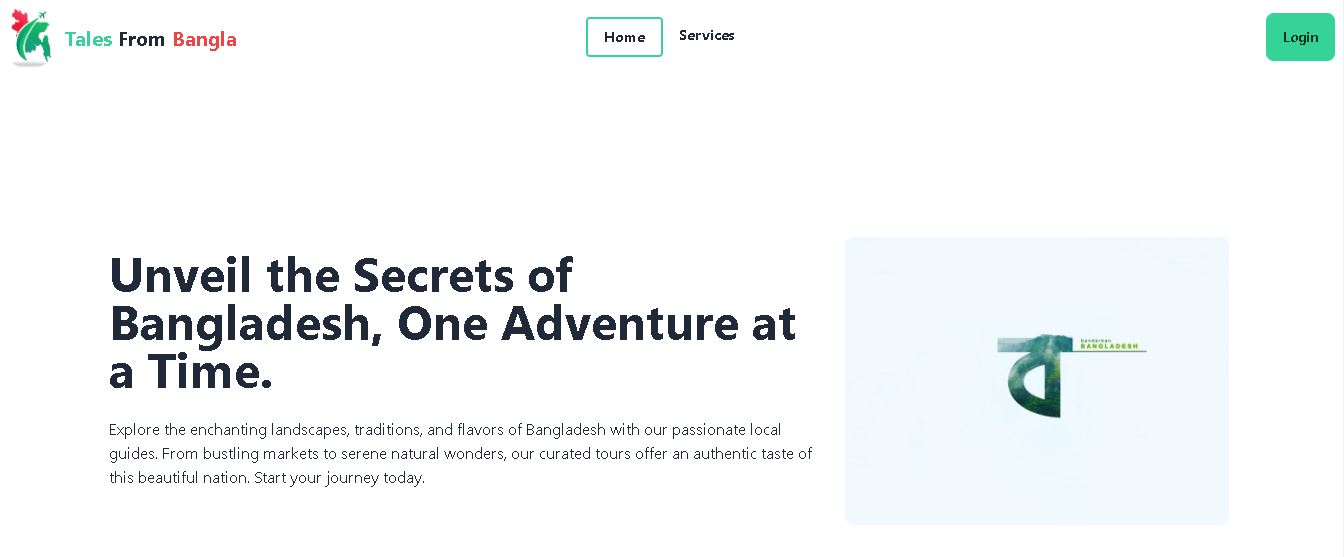 Tales From Bangla
Home
Services
Login
Unveil the Secrets of
Bangladesh, One Adventure at
a Time.
Explore the enchanting landscapes, traditions, and flavors of Bangladesh with our passionate local
guides. From bustling markets to serene natural wonders, our curated tours offer an authentic taste of
this beautiful nation. Start your journey today.
ব
bandarban
BANGLADESH